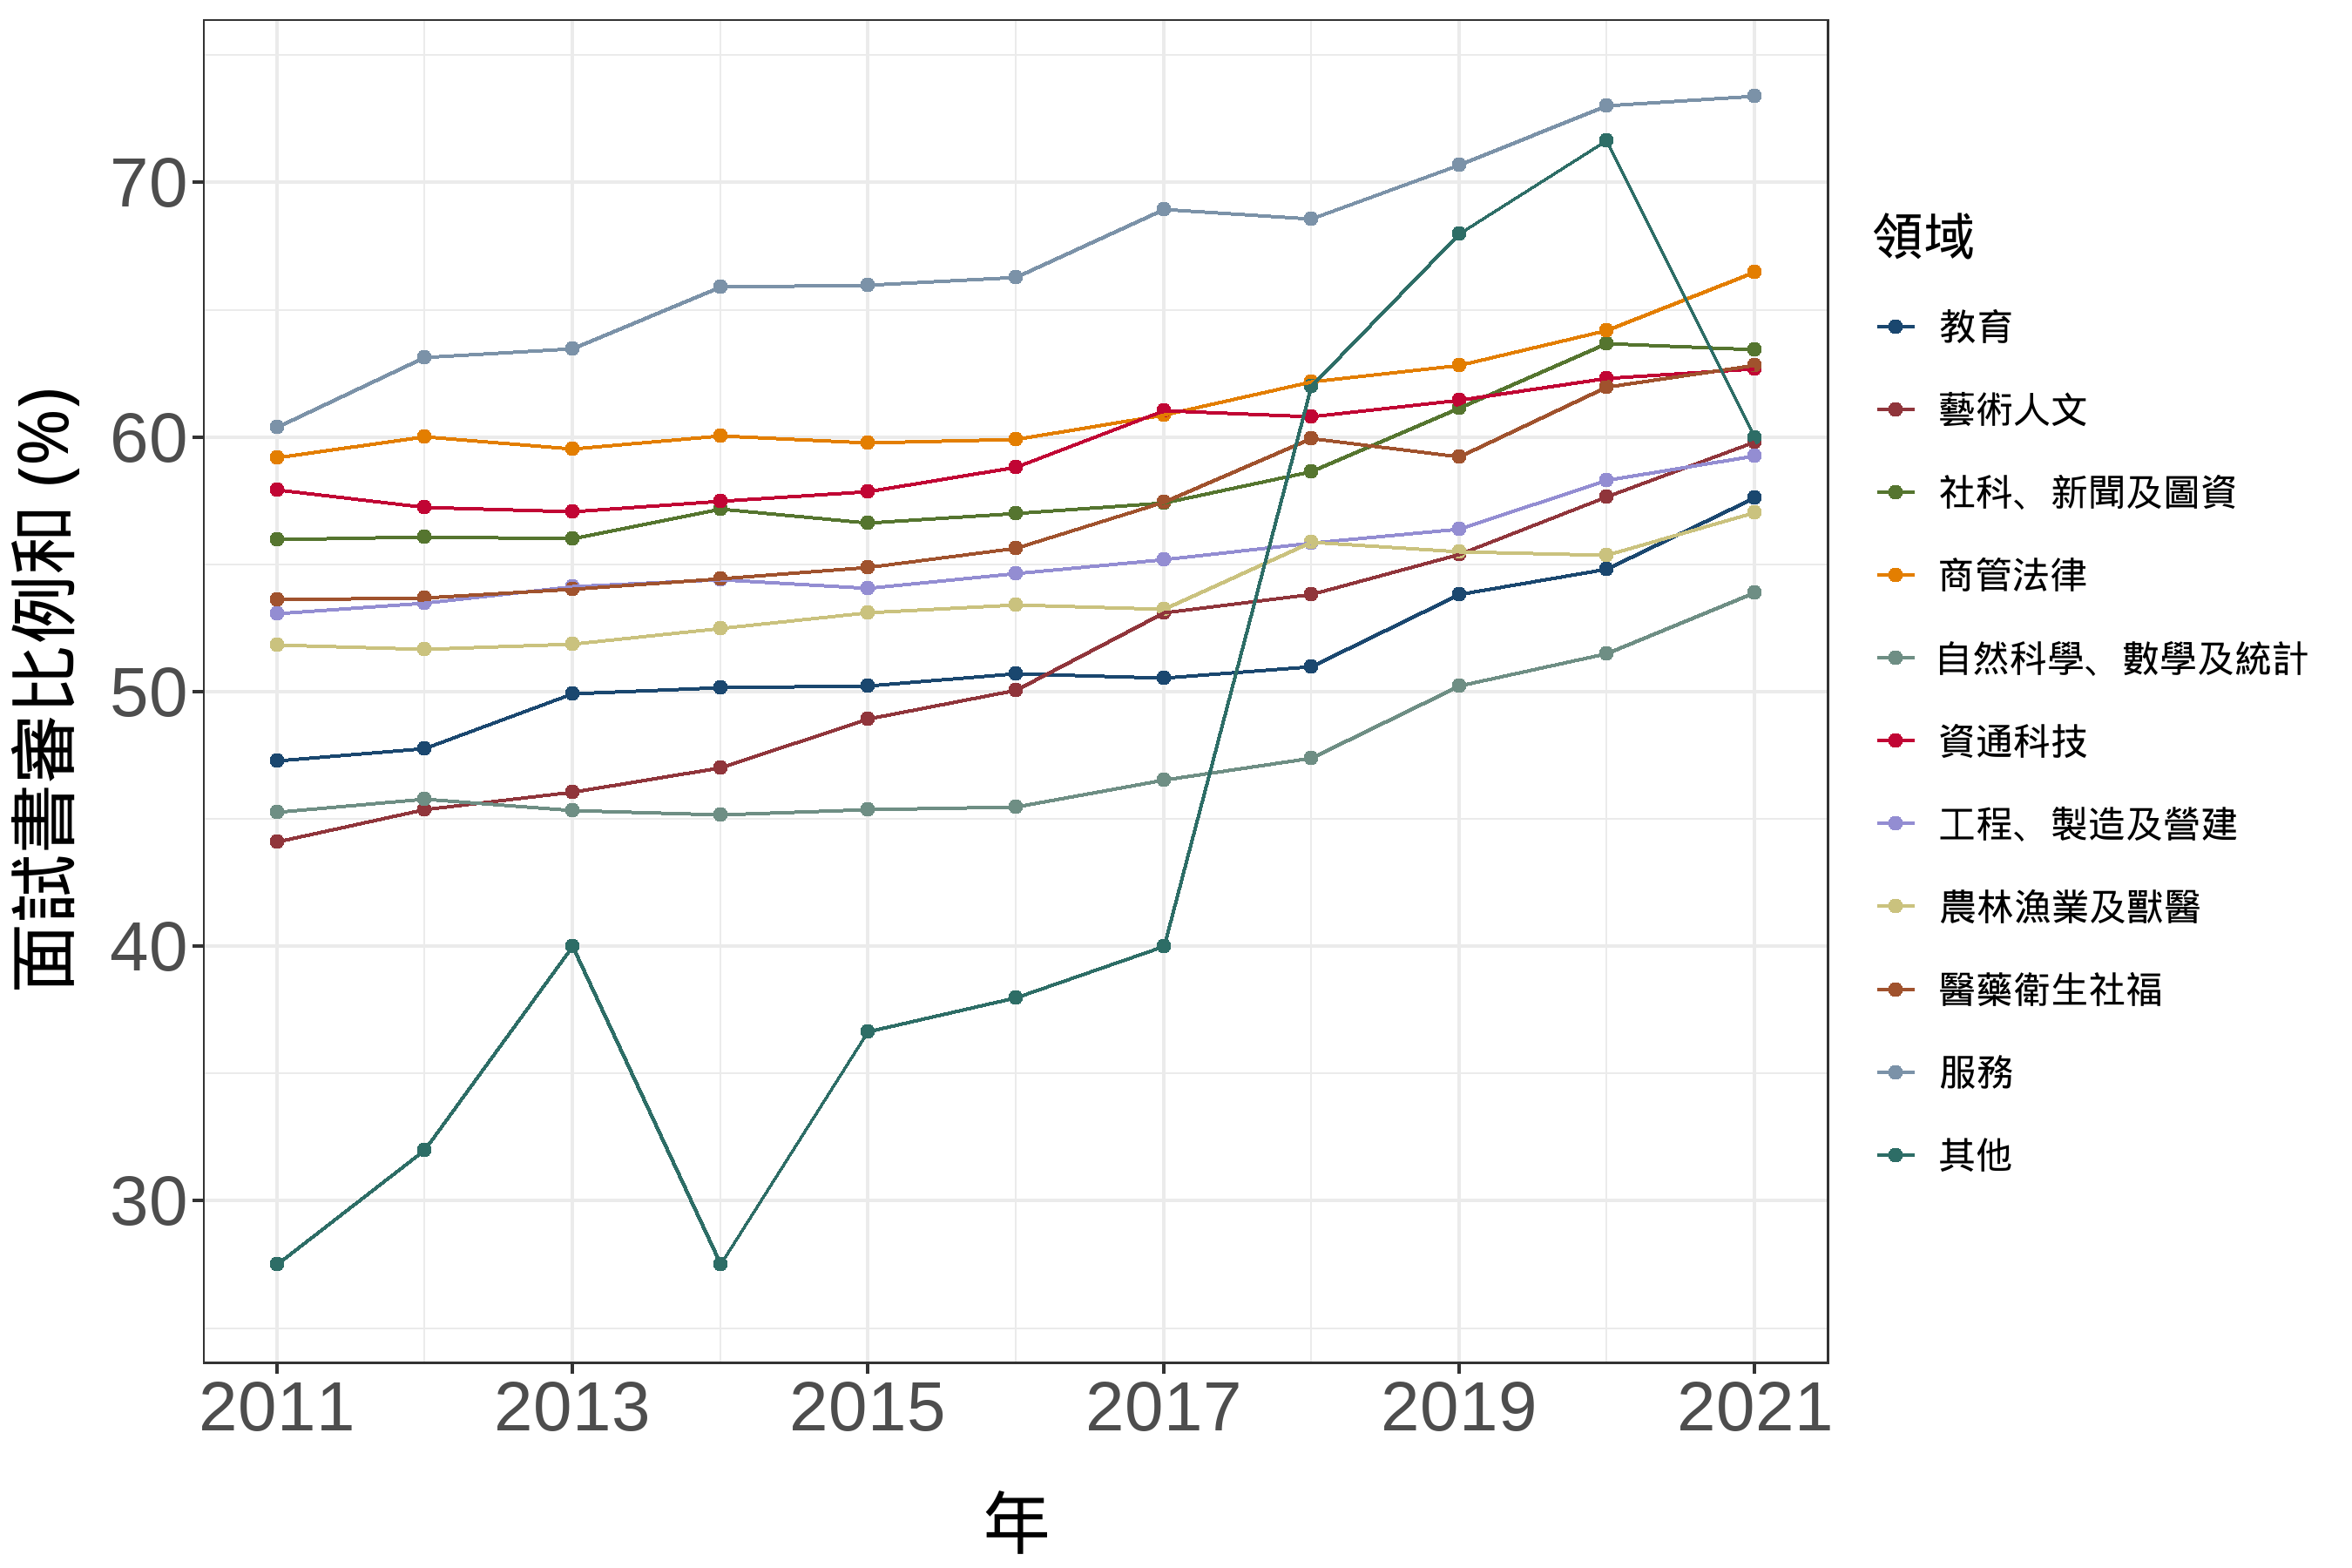 面試書審比例和 (%)
70
60
50
40
30
2011
2013
2015
2017
2019
2021
年
領域
教育
藝術人文
社科、新聞及圖資
商管法律
自然科學、數學及統計
資通科技
工程、製造及營建
農林漁業及獸醫
醫藥衛生社福
服務
其他